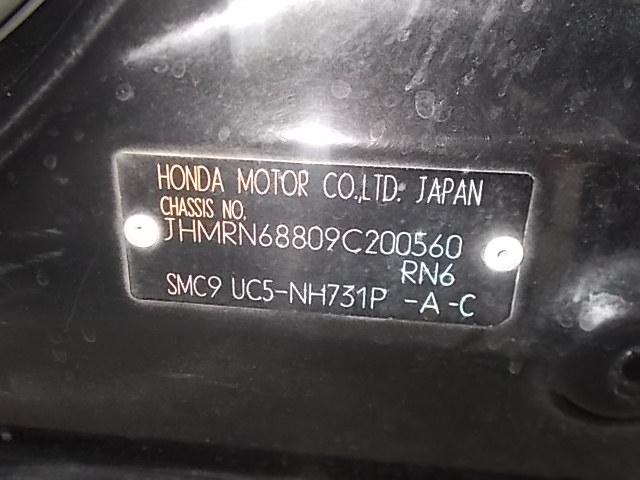 HONDA MOTOR CO.,LTD. JAPAN
CHASSIS NO.
JHMRN68809C200560
RN6
SMC9 UC5-NH731P -A-C